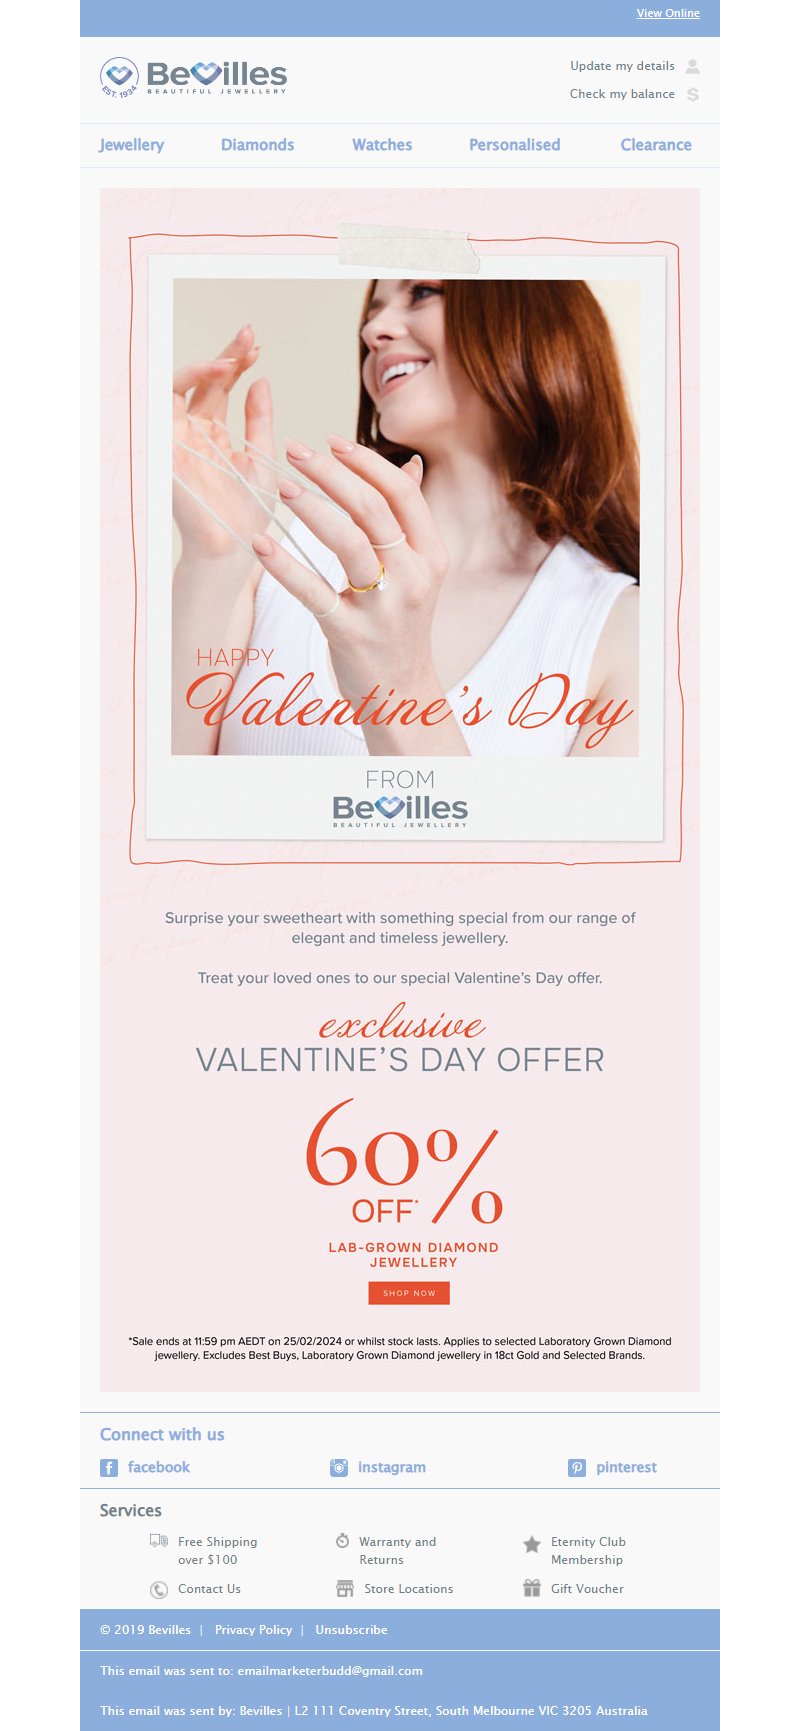 View Online
Bevilles
BEAUTIFUL JEWELLERY
EST. 1934
Update my details
Check my balance
Jewellery Diamonds Watches Personalised Clearance
HAPPY
Valentine's Day
FROM
Bevilles
BEAUTIFUL JEWELLERY
Surprise your sweetheart with something special from our range of
elegant and timeless jewellery.
Treat your loved ones to our special Valentine's Day offer.
exclusive
VALENTINE'S DAY OFFER
60%
OFF*
LAB-GROWN DIAMOND
JEWELLERY
SHOP NOW
*Sale ends at 11:59 pm AEDT on 25/02/2024 or whilst stock lasts. Applies to selected Laboratory Grown Diamond
jewellery. Excludes Best Buys, Laboratory Grown Diamond jewellery in 18ct Gold and Selected Brands.
Connect with us
facebook instagram pinterest
Services
Free Shipping
over $100
Warranty and
Returns
Eternity Club
Membership
Contact Us
Store Locations
Gift Voucher
© 2019 Bevilles | Privacy Policy | Unsubscribe
This email was sent to: emailmarketerbudd@gmail.com
This email was sent by: Bevilles | L2 111 Coventry Street, South Melbourne VIC 3205 Australia